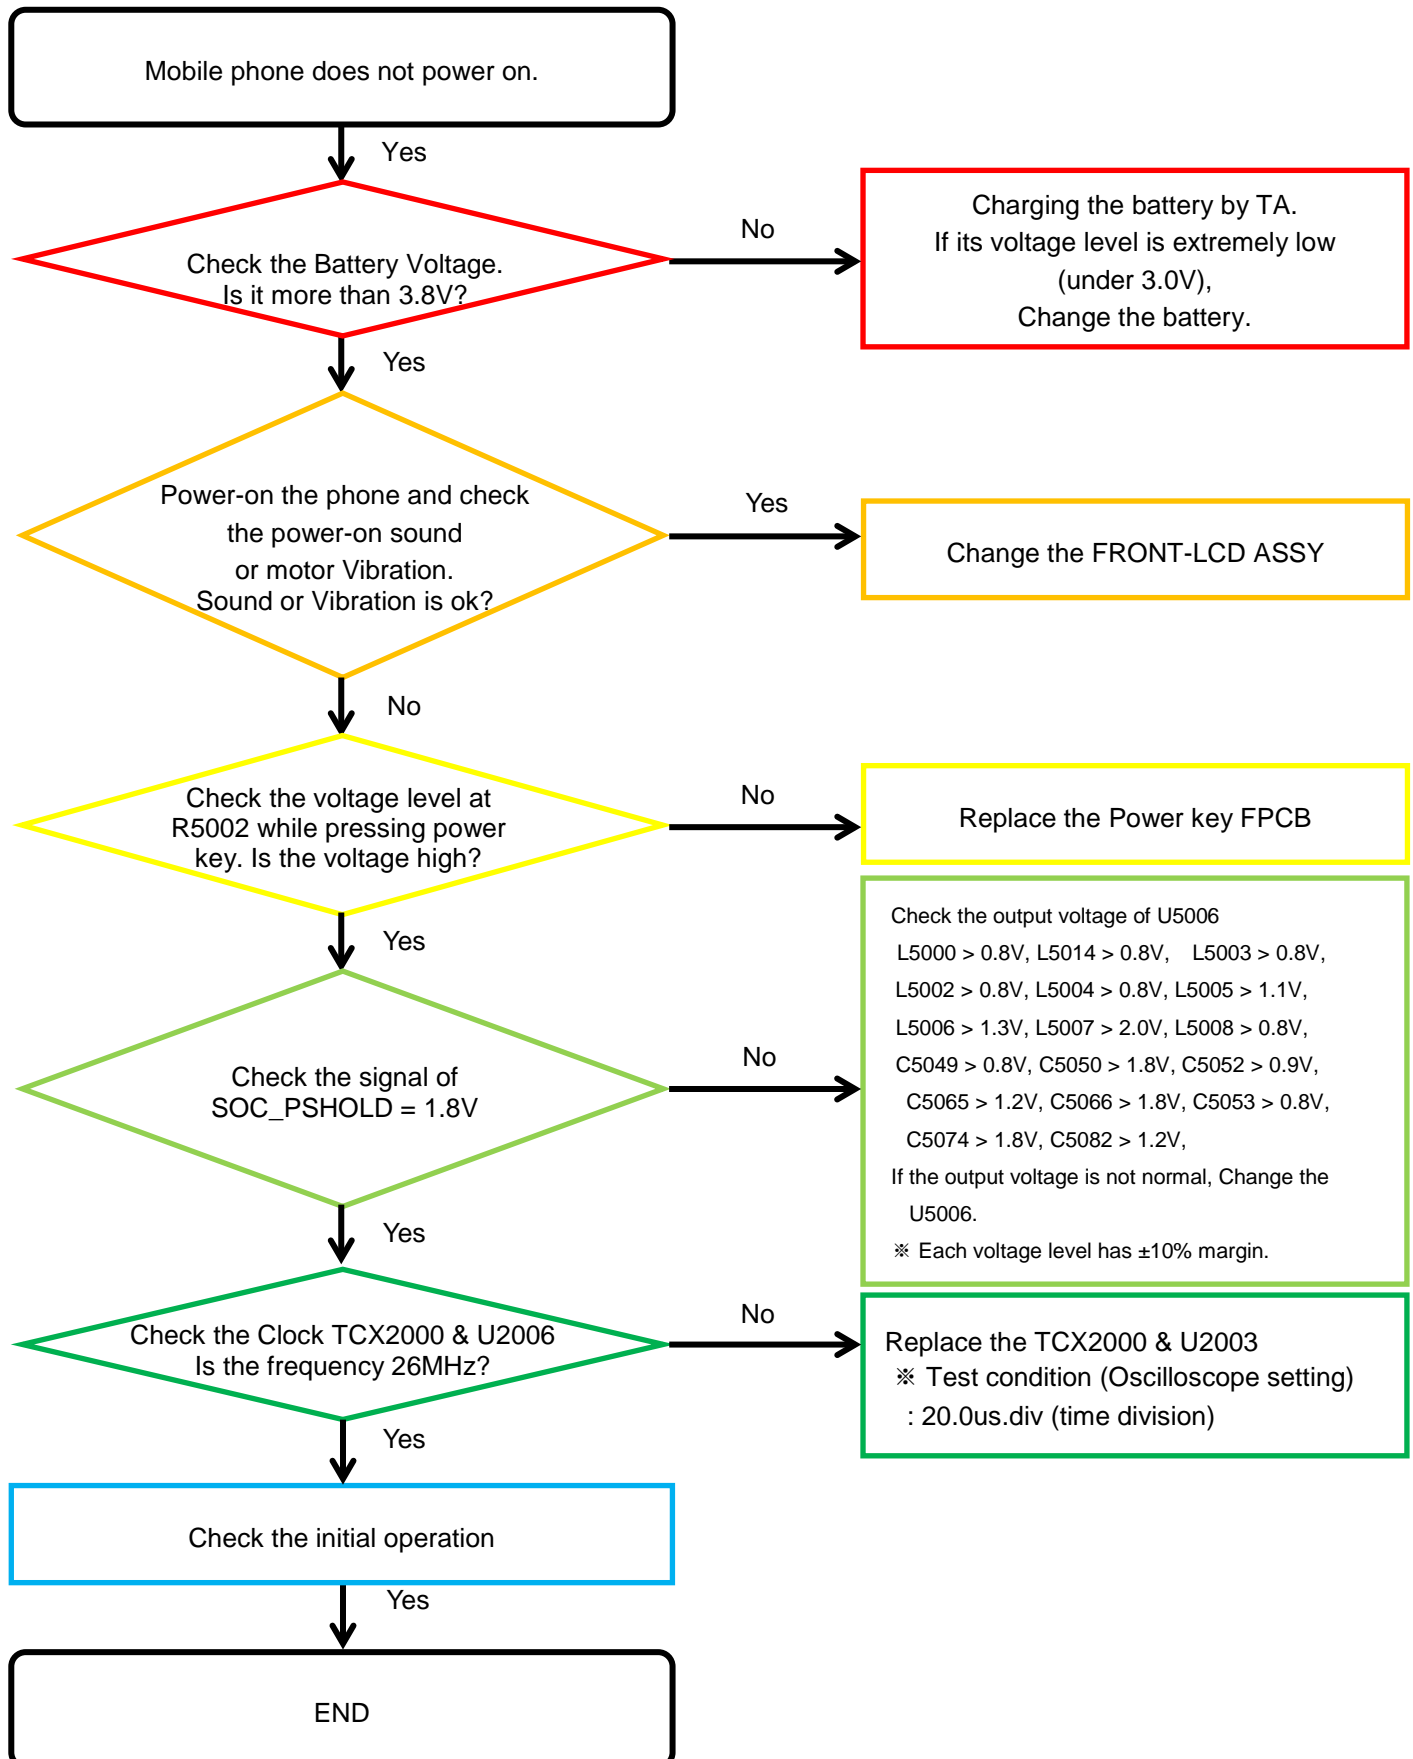 Mobile phone does not power on.
Yes
Check the Battery Voltage.
Is it more than 3.8V?
No
Charging the battery by TA.
If its voltage level is extremely low
(under 3.0V),
Change the battery.
Yes
Power-on the phone and check
the power-on sound
or motor Vibration.
Sound or Vibration is ok?
Yes
Change the FRONT-LCD ASSY
No
Check the voltage level at
R5002 while pressing power
key. Is the voltage high?
No
Replace the Power key FPCB
Yes
Check the signal of
SOC_PSHOLD = 1.8V
No
Check the output voltage of U5006
L5000 > 0.8V, L5014 > 0.8V, L5003 > 0.8V,
L5002 > 0.8V, L5004 > 0.8V, L5005 > 1.1V,
L5006 > 1.3V, L5007 > 2.0V, L5008 > 0.8V,
C5049 > 0.8V, C5050 > 1.8V, C5052 > 0.9V,
C5065 > 1.2V, C5066 > 1.8V, C5053 > 0.8V,
C5074 > 1.8V, C5082 > 1.2V,
If the output voltage is not normal, Change the
U5006.
※ Each voltage level has ±10% margin.
Yes
Check the Clock TCX2000 & U2006
Is the frequency 26MHz?
No
Replace the TCX2000 & U2003
※ Test condition (Oscilloscope setting)
: 20.0us.div (time division)
Yes
Check the initial operation
Yes
END